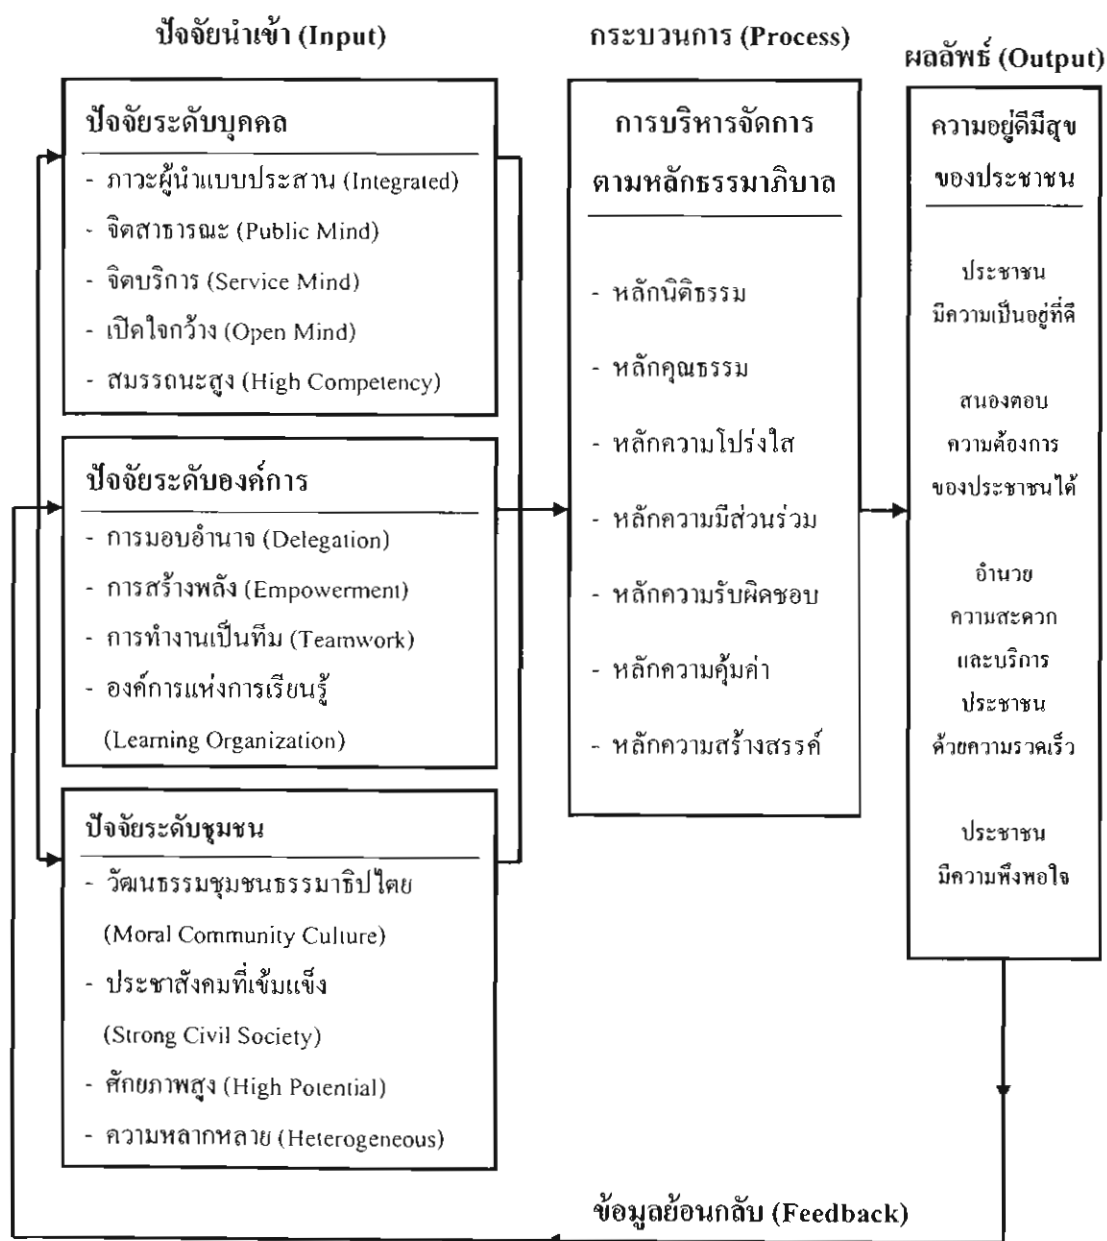 ปัจจัยนำเข้า (Input)
ปัจจัยระดับบุคคล
- ภาวะผู้นำแบบประสาน (Integrated)
- จิตสาธารณะ (Public Mind)
- จิตบริการ (Service Mind)
- เปิดใจกว้าง (Open Mind)
- สมรรถนะสูง (High Competency)
ปัจจัยระดับองค์การ
- การมอบอำนาจ (Delegation)
- การสร้างพลัง (Empowerment)
- การทำงานเป็นทีม (Teamwork)
- องค์การแห่งการเรียนรู้
(Learning Organization)
ปัจจัยระดับชุมชน
- วัฒนธรรมชุมชนธรรมาธิปไตย
(Moral Community Culture)
- ประชาสังคมที่เข้มแข็ง
(Strong Civil Society)
- ศักยภาพสูง (High Potential)
- ความหลากหลาย (Heterogeneous)
กระบวนการ (Process)
การบริหารจัดการ
ตามหลักธรรมาภิบาล
- หลักนิติธรรม
- หลักคุณธรรม
- หลักความโปร่งใส
- หลักความมีส่วนร่วม
- หลักความรับผิดชอบ
- หลักความคุ้มค่า
- หลักความสร้างสรรค์
ผลลัพธ์ (Output)
ความอยู่ดีมีสุข
ของประชาชน
ประชาชน
มีความเป็นอยู่ที่ดี
สนองตอบ
ความต้องการ
ของประชาชนได้
อำนวย
ความสะดวก
และบริการ
ประชาชน
ด้วยความรวดเร็ว
ประชาชน
มีความพึงพอใจ
ข้อมูลย้อนกลับ (Feedback)